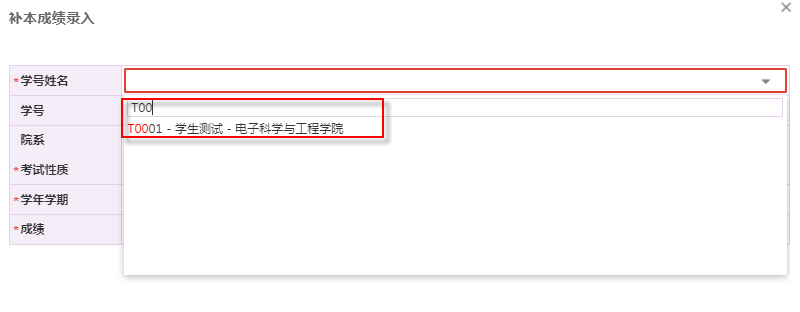 补本成绩录入
*学号姓名
学号
T00
T0001 - 学生测试 - 电子科学与工程学院
院系
*考试性质
*学年学期
*成绩